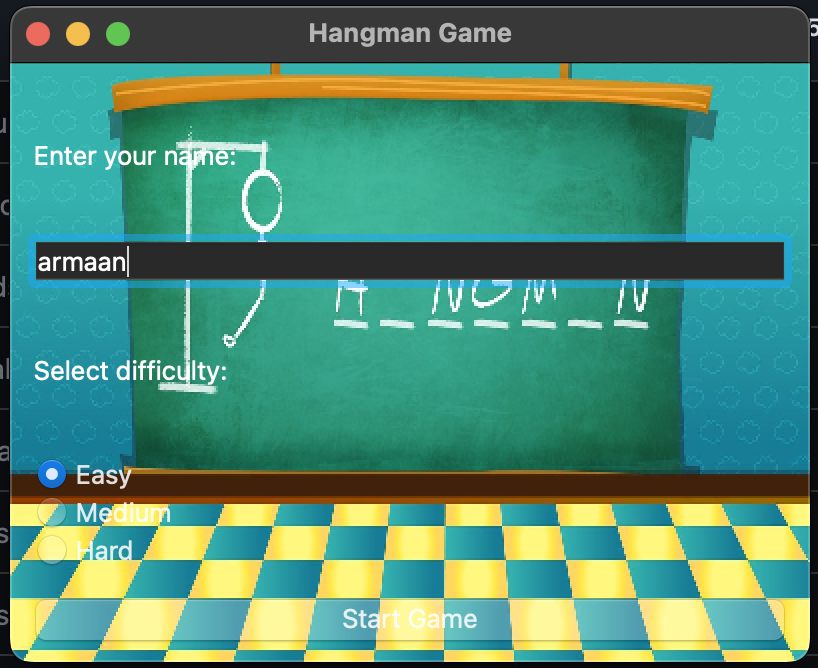 Hangman Game
Enter your name:
armaan
A _ N G M _ N
Select difficulty:
Easy
Medium
Hard
Start Game